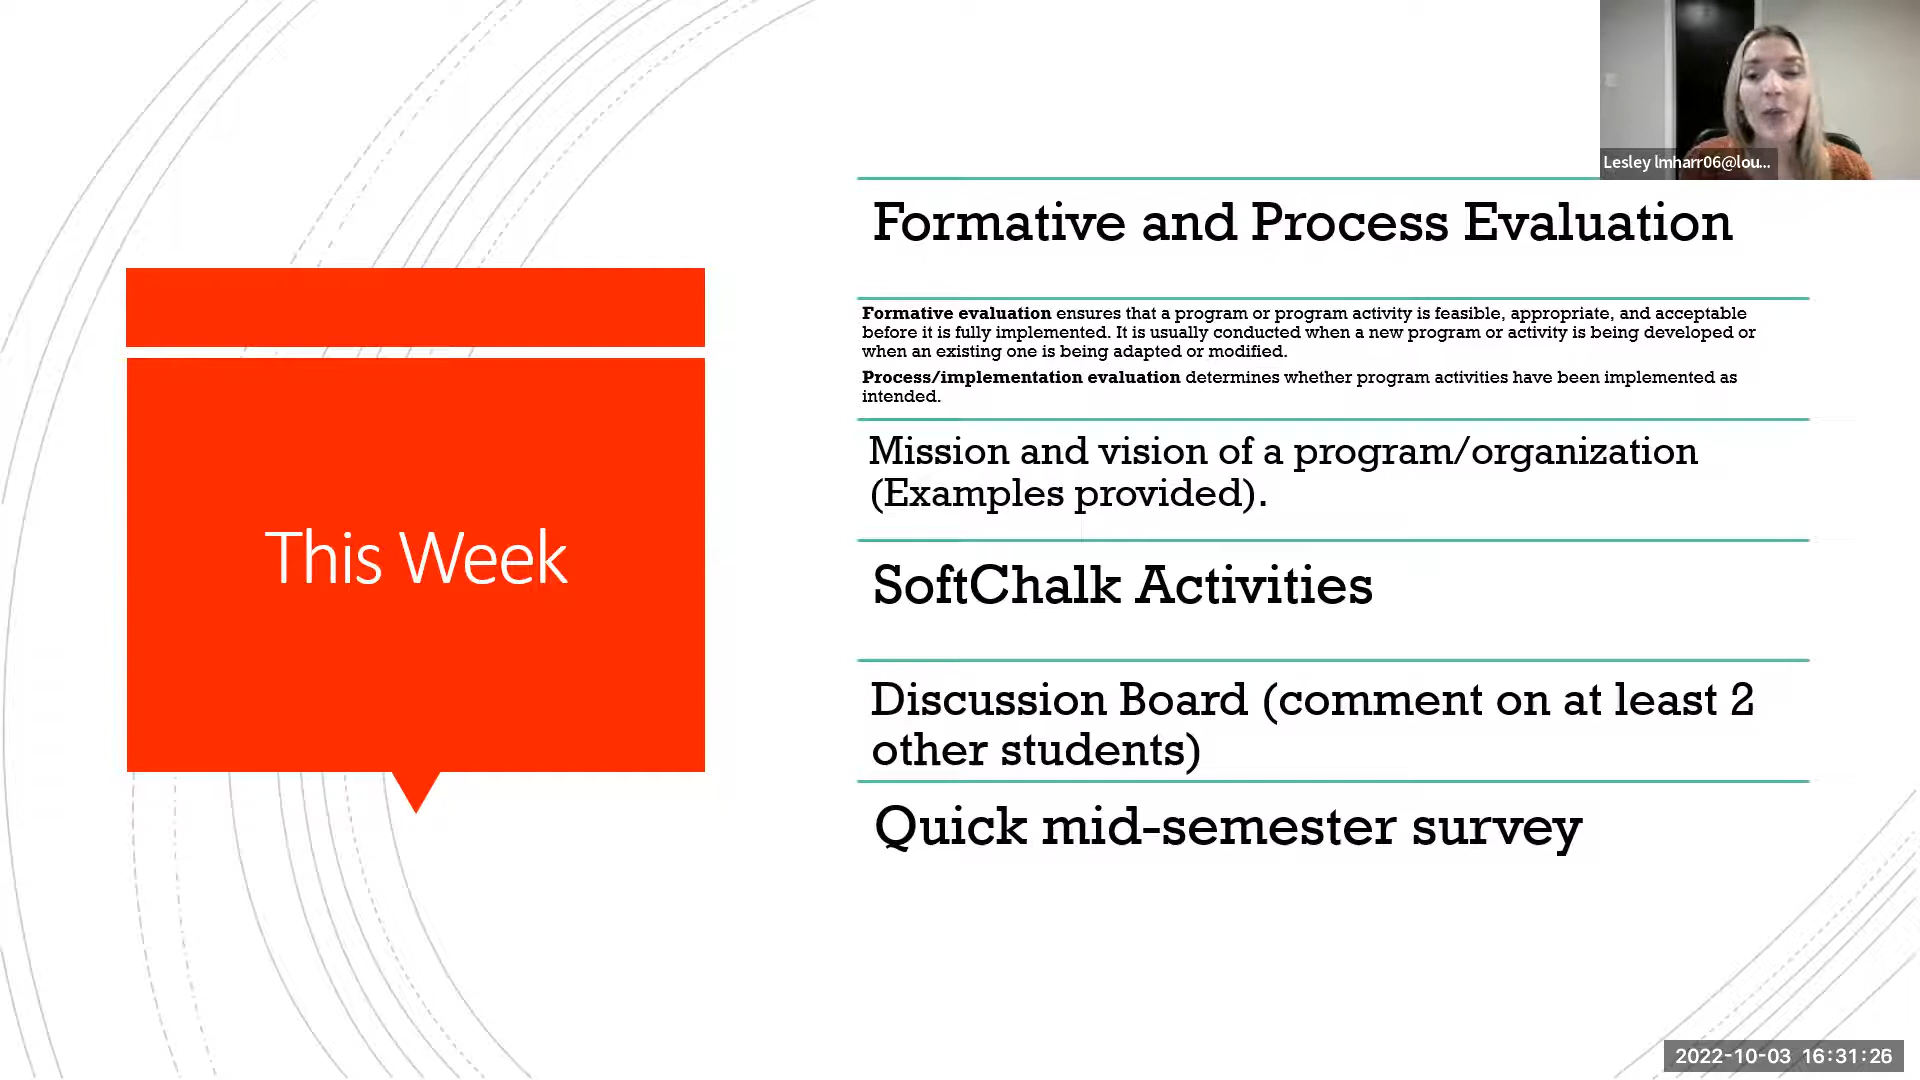 Lesley lmharr06@lou...
This Week
Formative and Process Evaluation
Formative evaluation ensures that a program or program activity is feasible, appropriate, and acceptable
before it is fully implemented. It is usually conducted when a new program or activity is being developed or
when an existing one is being adapted or modified.
Process/implementation evaluation determines whether program activities have been implemented as
intended.
Mission and vision of a program/organization
(Examples provided).
SoftChalk Activities
Discussion Board (comment on at least 2
other students)
Quick mid-semester survey
2022-10-03 16:31:26